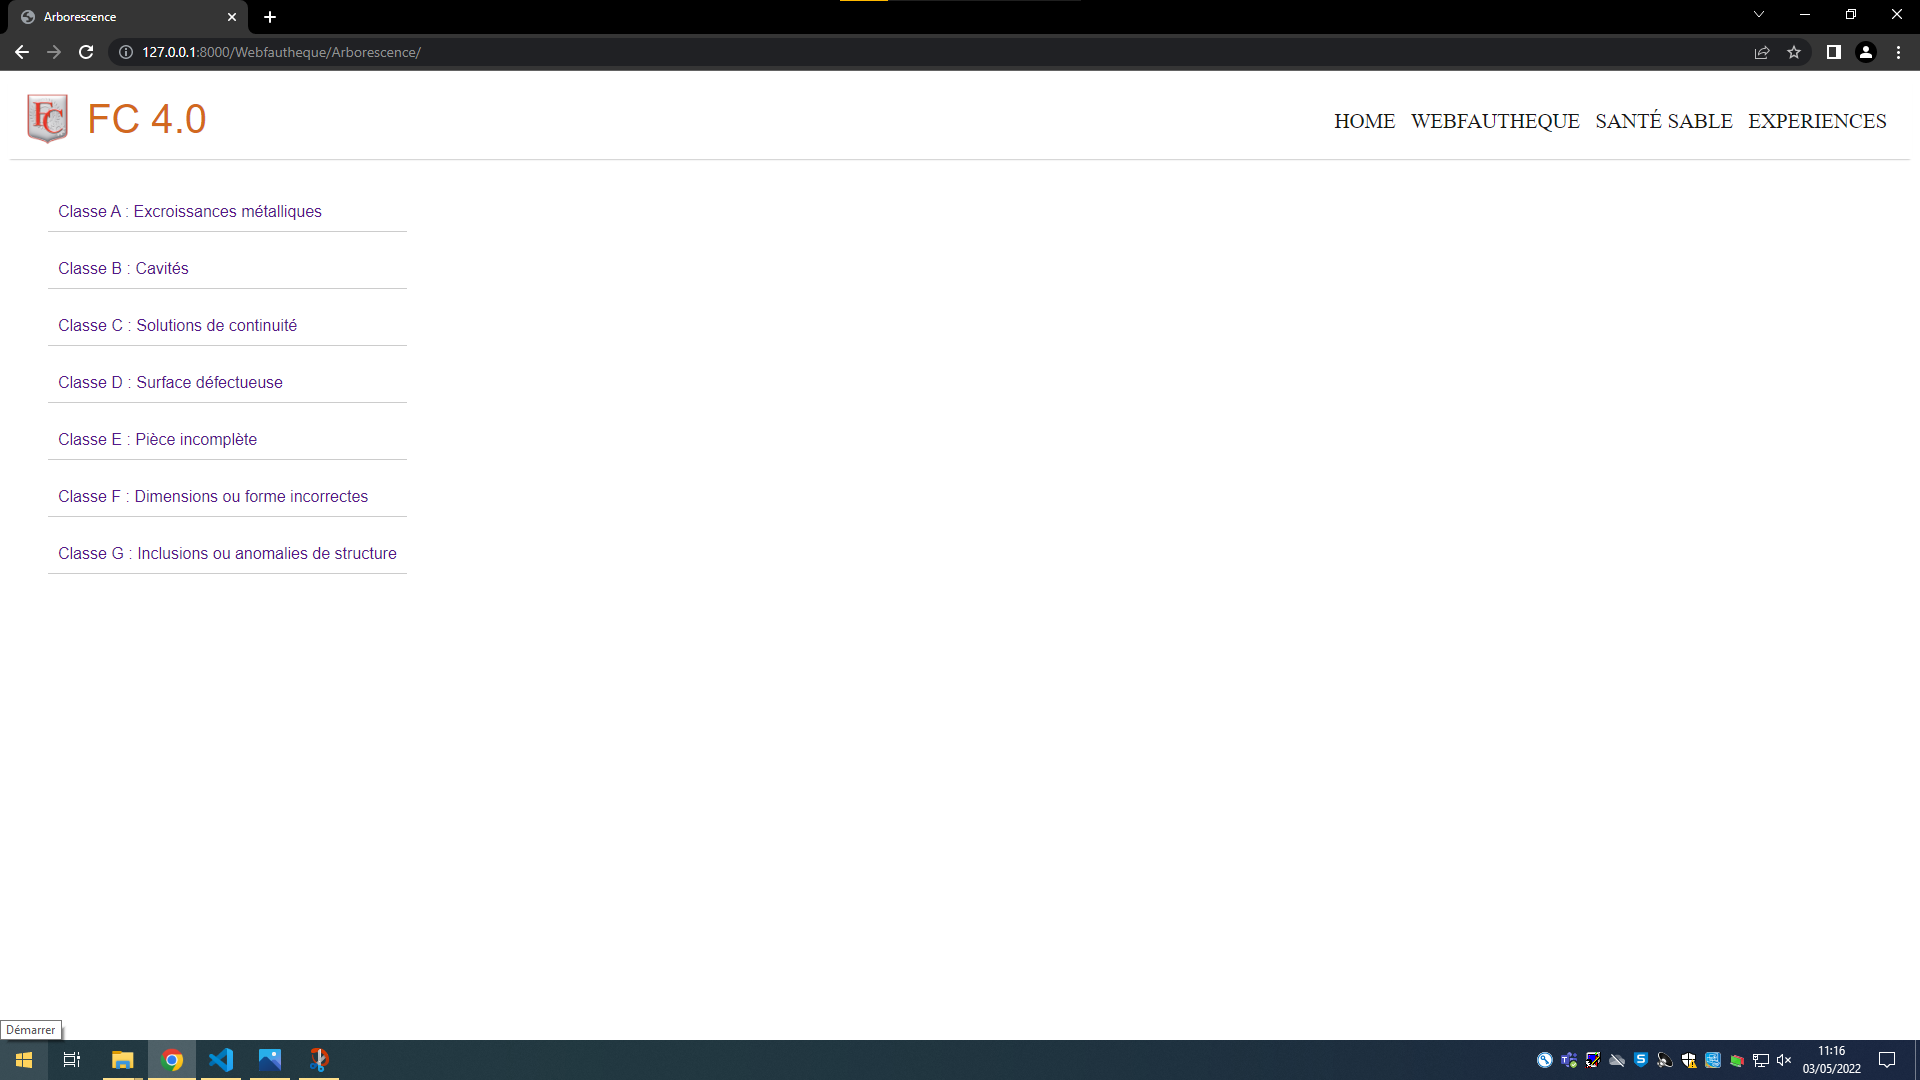 Arborescence
127.0.0.1:8000/Webfautheque/Arborescence/
FC FC 4.0
HOME WEBFAUTHEQUE SANTÉ SABLE EXPERIENCES
Classe A : Excroissances métalliques
Classe B : Cavités
Classe C : Solutions de continuité
Classe D : Surface défectueuse
Classe E : Pièce incomplète
Classe F : Dimensions ou forme incorrectes
Classe G : Inclusions ou anomalies de structure
Démarrer
11:16
03/05/2022